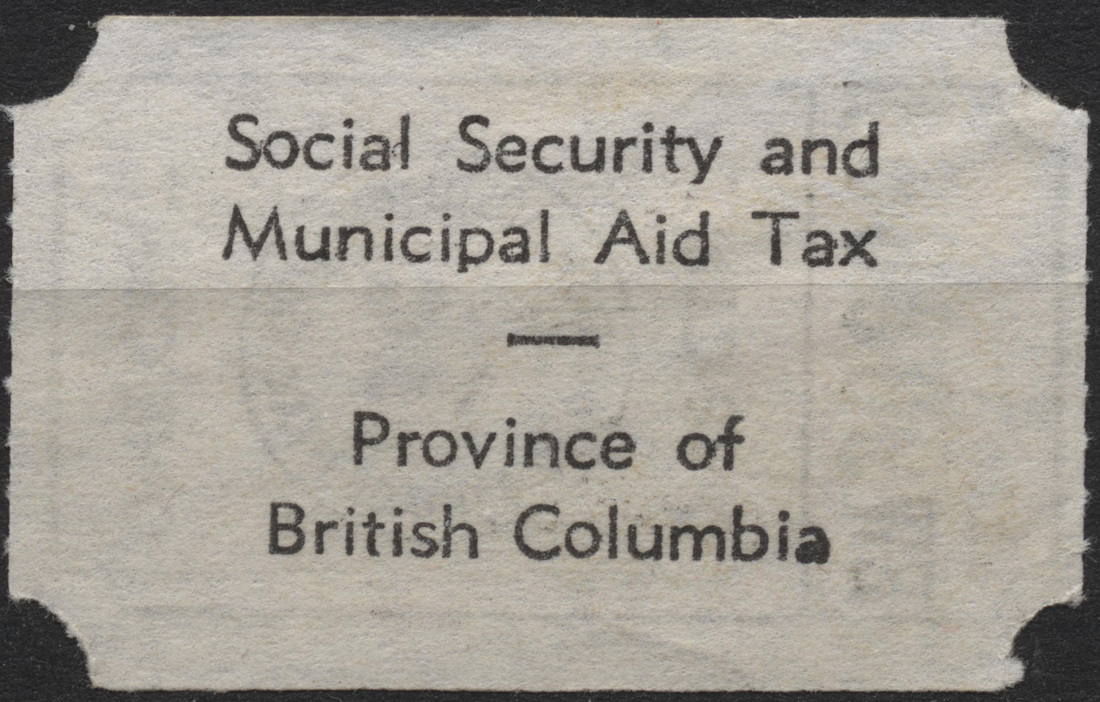 Social Security and
Municipal Aid Tax
—
Province of
British Columbia